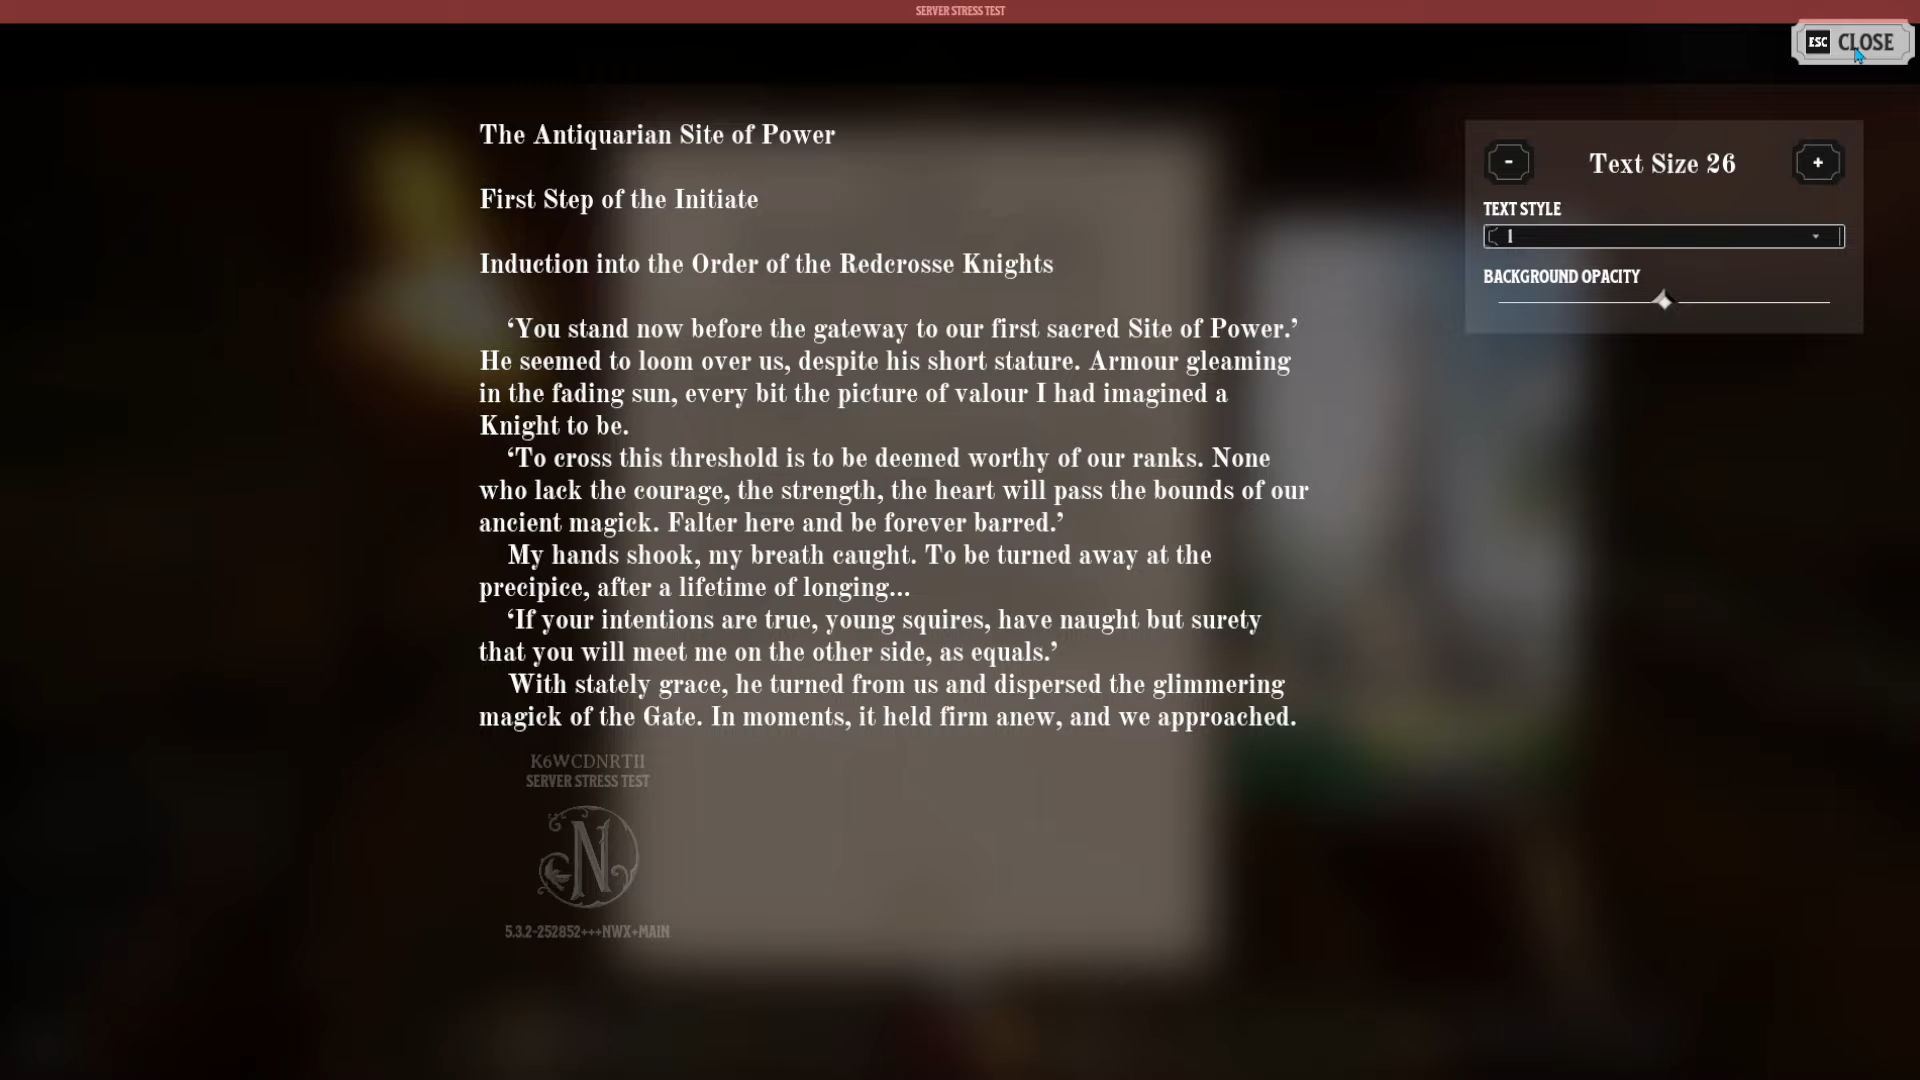 SERVER STRESS TEST
ESC CLOSE
The Antiquarian Site of Power
- Text Size 26 +
First Step of the Initiate
TEXT STYLE
1
Induction into the Order of the Redcrosse Knights
BACKGROUND OPACITY
‘You stand now before the gateway to our first sacred Site of Power.’
He seemed to loom over us, despite his short stature. Armour gleaming
in the fading sun, every bit the picture of valour I had imagined a
Knight to be.
‘To cross this threshold is to be deemed worthy of our ranks. None
who lack the courage, the strength, the heart will pass the bounds of our
ancient magick. Falter here and be forever barred.’
My hands shook, my breath caught. To be turned away at the
precipice, after a lifetime of longing...
‘If your intentions are true, young squires, have naught but surety
that you will meet me on the other side, as equals.’
With stately grace, he turned from us and dispersed the glimmering
magick of the Gate. In moments, it held firm anew, and we approached.
K6WCDNRTII
SERVER STRESS TEST
N
5.3.2-252852+++NWX+MAIN